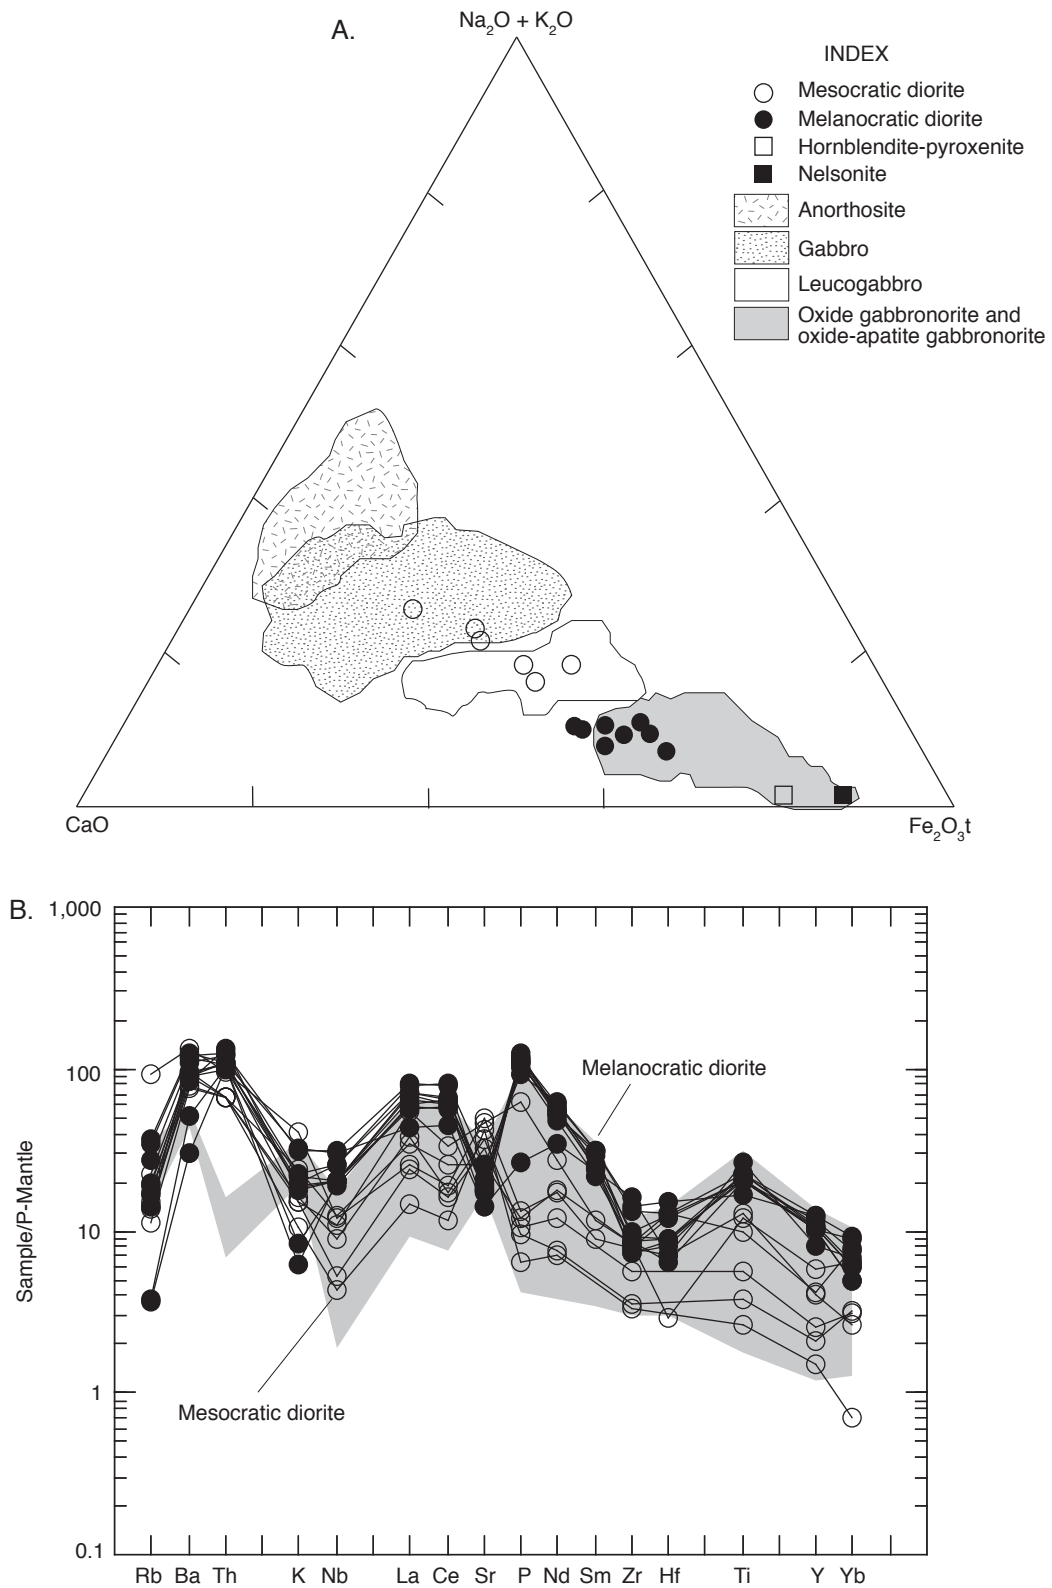 A.
Na₂O + K₂O
INDEX
Mesocratic diorite
Melanocratic diorite
Hornblendite-pyroxenite
Nelsonite
Anorthosite
Gabbro
Leucogabbro
Oxide gabbronorite and
oxide-apatite gabbronorite
CaO
Fe₂O₃t
B.
1,000
100
10
1
0.1
Sample/P-Mantle
Melanocratic diorite
Mesocratic diorite
Rb Ba Th K Nb La Ce Sr P Nd Sm Zr Hf Ti Y Yb